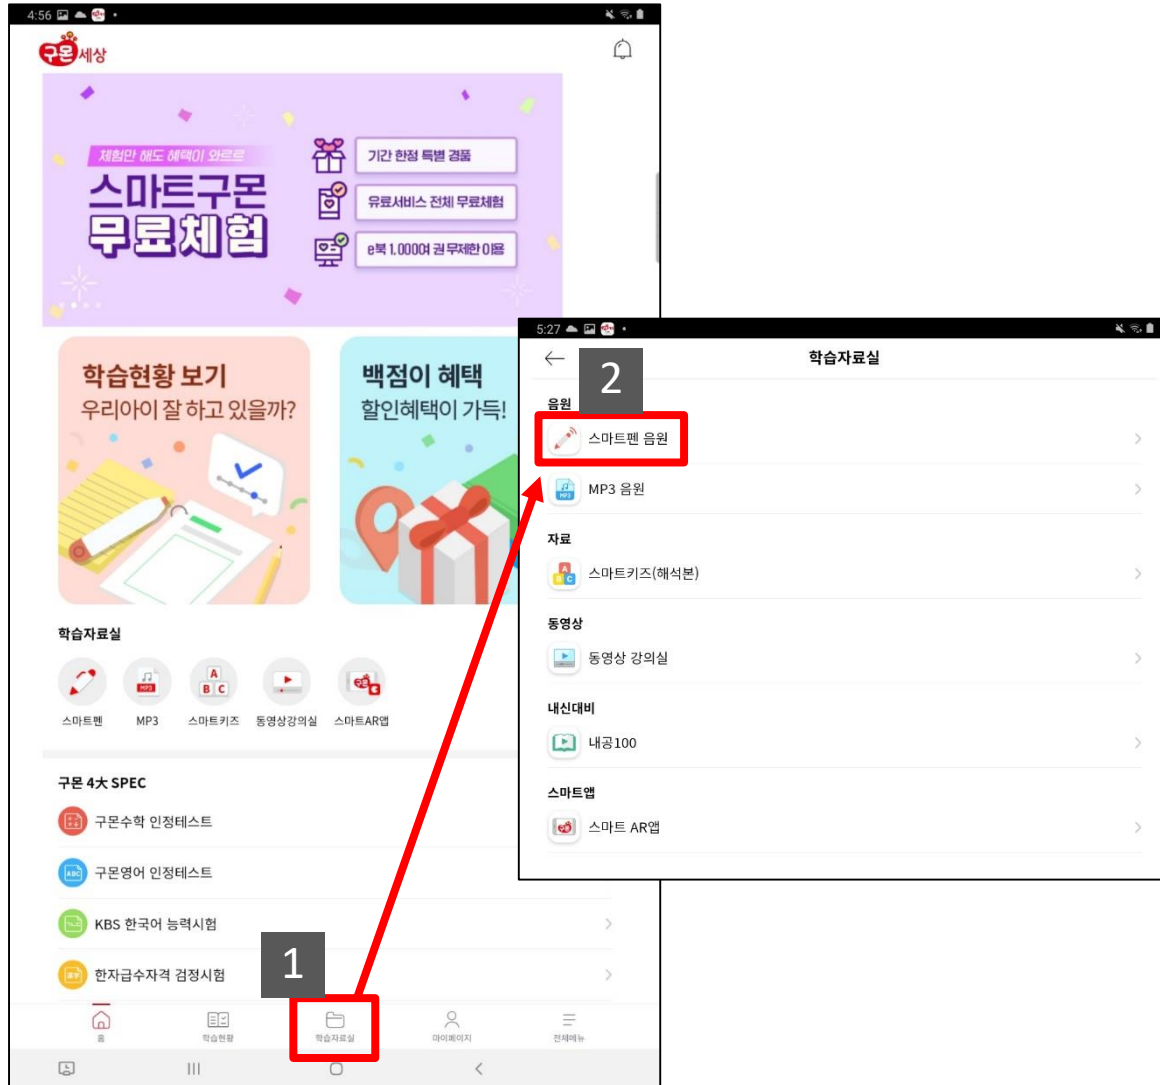 4:56
구몬세상
체험만 해도 혜택이 와르르
스마트구몬
무료체험
기간 한정 특별 경품
유료서비스 전체 무료체험
e북 1,000여 권 무제한 이용
학습현황 보기
우리아이 잘 하고 있을까?
백점이 혜택
할인혜택이 가득!
학습자료실
스마트펜
MP3
MP3
A
B C
스마트키즈
동영상강의실
구몬
스마트AR앱
구몬 4大 SPEC
구몬수학 인정테스트
ABC
구몬영어 인정테스트
KBS 한국어 능력시험
한자급수자격 검정시험
1
홈
학습현황
학습자료실
마이페이지
전체메뉴
5:27
학습자료실
2
음원
스마트펜 음원
MP3
MP3 음원
자료
A
B C
스마트키즈(해석본)
동영상
동영상 강의실
내신대비
내공100
스마트앱
구몬
스마트 AR앱